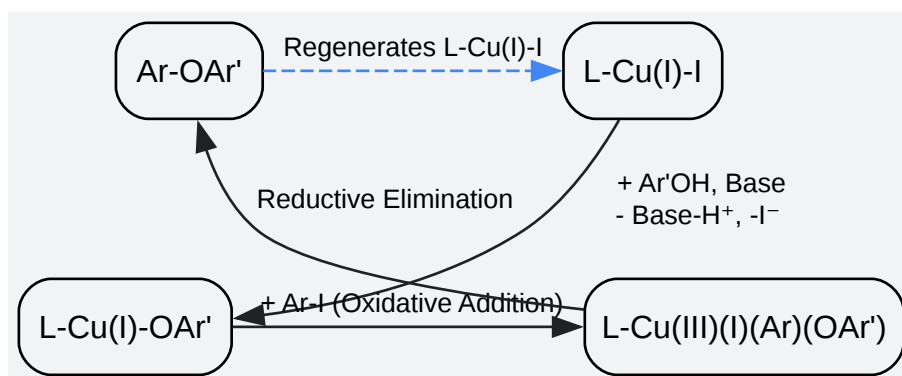 Regenerates L-Cu(I)-I
Ar-OAr'
L-Cu(I)-I
+ Ar'OH, Base
- Base-H⁺, -I⁻
Reductive Elimination
+ Ar-I (Oxidative Addition)
L-Cu(I)-OAr'
L-Cu(III)(I)(Ar)(OAr')